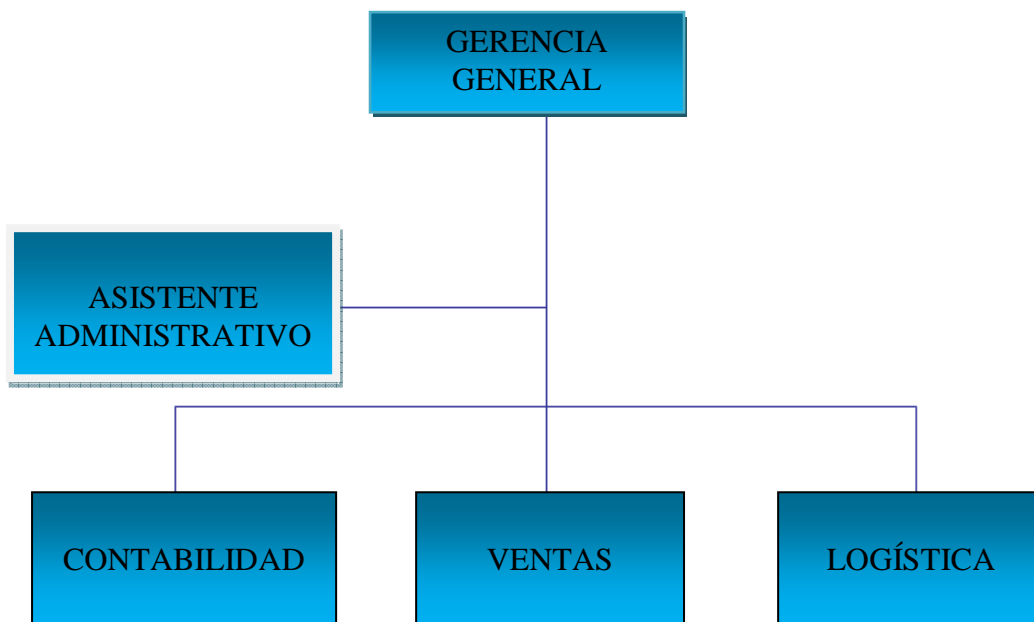 GERENCIA
GENERAL
ASISTENTE
ADMINISTRATIVO
CONTABILIDAD
VENTAS
LOGÍSTICA